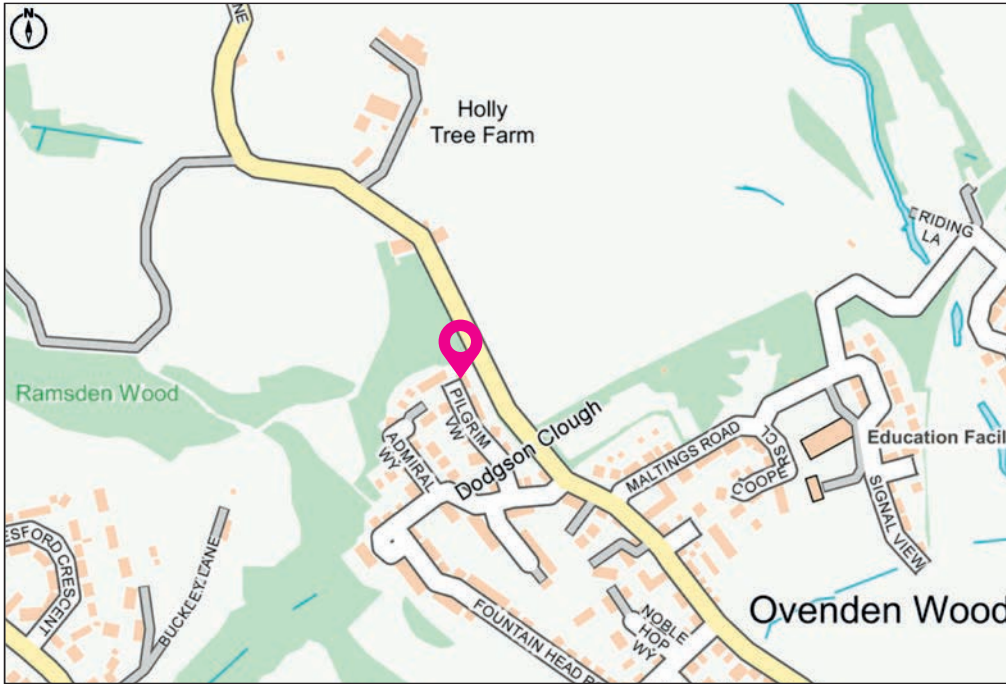 NE
Holly
Tree Farm
RIDING
LA
Ramsden Wood
PILGRIM
VW
ADMIRAL
WY
Dodgson Clough
MALTINGS ROAD
COOPERS CL
Education Facil
SIGNAL VIEW
ESFORD CRESCENT
BUCKLEY LANE
FOUNTAIN HEAD R
NOBLE
HOP
WY
Ovenden Wood